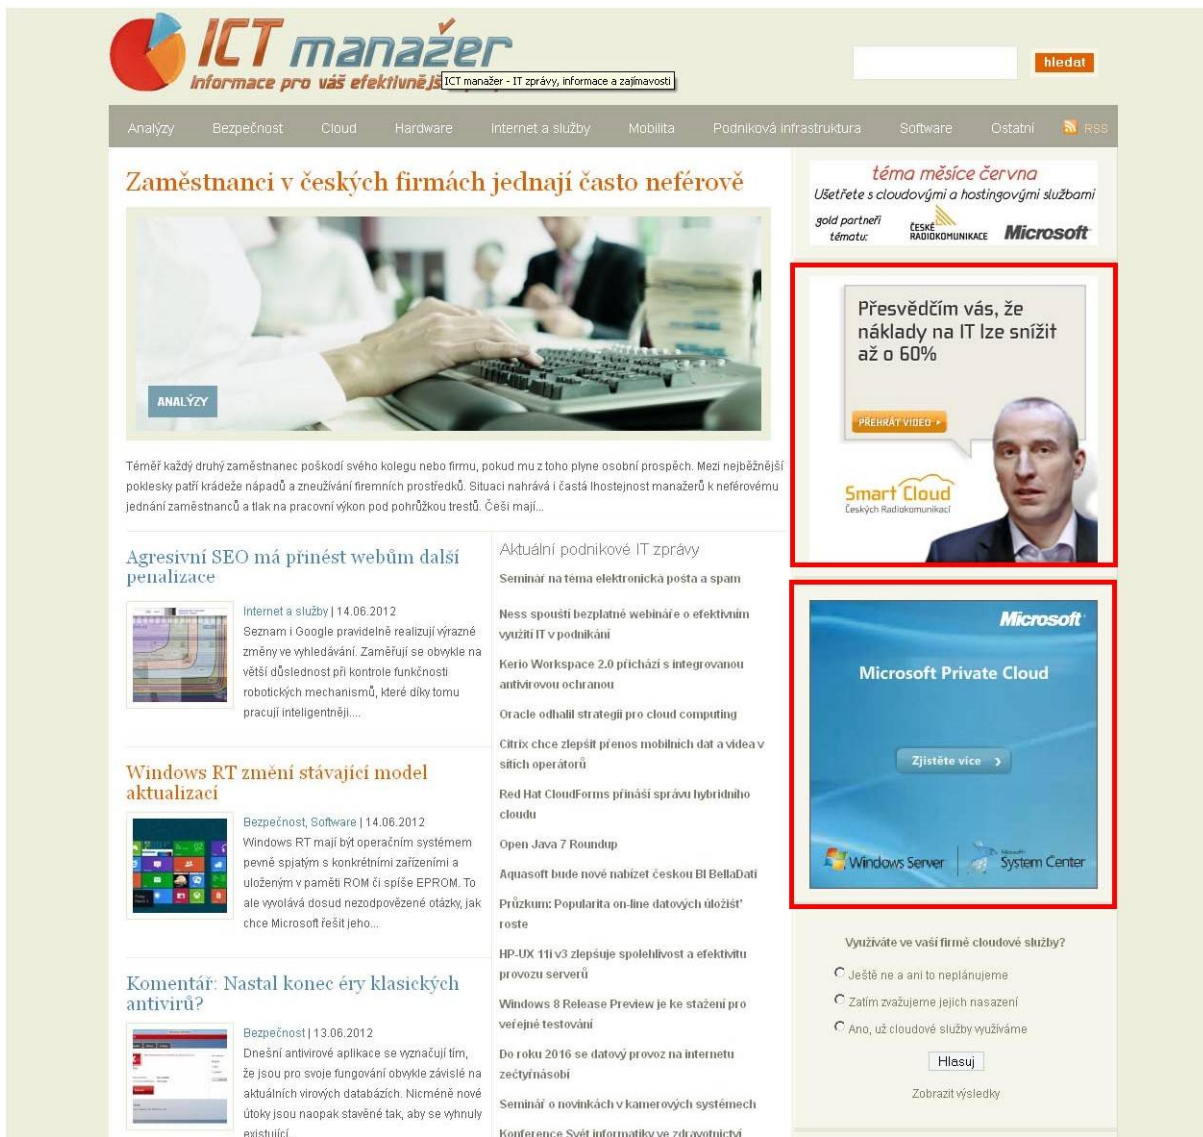 ICT manažer
Informace pro váš efektivnějš
ICT manažer - IT zprávy, informace a zajímavosti
hledat
Analýzy Bezpečnost Cloud Hardware Internet a služby Mobilita Podniková infrastruktura Software Ostatní RSS
Zaměstnanci v českých firmách jednají často neférově
ANALÝZY
Téměř každý druhý zaměstnanec poškodí svého kolegu nebo firmu, pokud mu z toho plyne osobní prospěch. Mezi nejběžnější
poklesky patří krádeže nápadů a zneužívání firemních prostředků. Situaci nahrává i častá lhostejnost manažerů k neférovému
jednání zaměstnanců a tlak na pracovní výkon pod pohrůžkou trestů. Češi mají...
Agresivní SEO má přinést webům další
penalizace
Internet a služby | 14.06.2012
Seznam i Google pravidelně realizují výrazné
změny ve vyhledávání. Zaměřují se obvykle na
větší důslednost při kontrole funkčnosti
robotických mechanismů, které díky tomu
pracují inteligentněji....
Windows RT změní stávající model
aktualizací
Bezpečnost, Software | 14.06.2012
Windows RT mají být operačním systémem
pevně spjatým s konkrétními zařízeními a
uloženým v paměti ROM či spíše EPROM. To
ale vyvolává dosud nezodpovězené otázky, jak
chce Microsoft řešit jeho...
Komentář: Nastal konec éry klasických
antivirů?
Bezpečnost | 13.06.2012
Dnešní antivirové aplikace se vyznačují tím,
že jsou pro svoje fungování obvykle závislé na
aktuálních virových databázích. Nicméně nové
útoky jsou naopak stavěné tak, aby se vyhnuly
existující...
Aktuální podnikové IT zprávy
Seminář na téma elektronická pošta a spam
Ness spouští bezplatné webináře o efektivním
využití IT v podnikání
Kerio Workspace 2.0 přichází s integrovanou
antivirovou ochranou
Oracle odhalil strategii pro cloud computing
Citrix chce zlepšit přenos mobilních dat a videa v
sítích operátorů
Red Hat CloudForms přináší správu hybridního
cloudu
Open Java 7 Roundup
Aquasoft bude nově nabízet českou BI BellaDati
Průzkum: Popularita on-line datových úložišť
roste
HP-UX 11i v3 zlepšuje spolehlivost a efektivitu
provozu serverů
Windows 8 Release Preview je ke stažení pro
veřejné testování
Do roku 2016 se datový provoz na internetu
zečtyřnásobí
Seminář o novinkách v kamerových systémech
Konference Svět informatiky ve zdravotnictví
téma měsíce června
Ušetřete s cloudovými a hostingovými službami
gold partneři
tématu:
ČESKÉ
RADIOKOMUNIKACE
Microsoft
Přesvědčím vás, že
náklady na IT lze snížit
až o 60%
PŘEHRÁT VIDEO
Smart Cloud
Českých Radiokomunikací
Microsoft
Microsoft Private Cloud
Zjistěte více
Windows Server
Microsoft
System Center
Využíváte ve vaší firmě cloudové služby?
Ještě ne a ani to neplánujeme
Zatím zvažujeme jejich nasazení
Ano, už cloudové služby využíváme
Hlasuj
Zobrazit výsledky